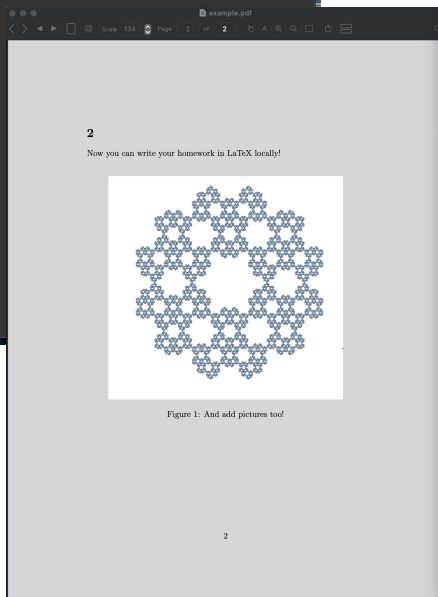 example.pdf
Scale 134 Page 2 of 2
2
Now you can write your homework in LaTeX locally!
Figure 1: And add pictures too!
2